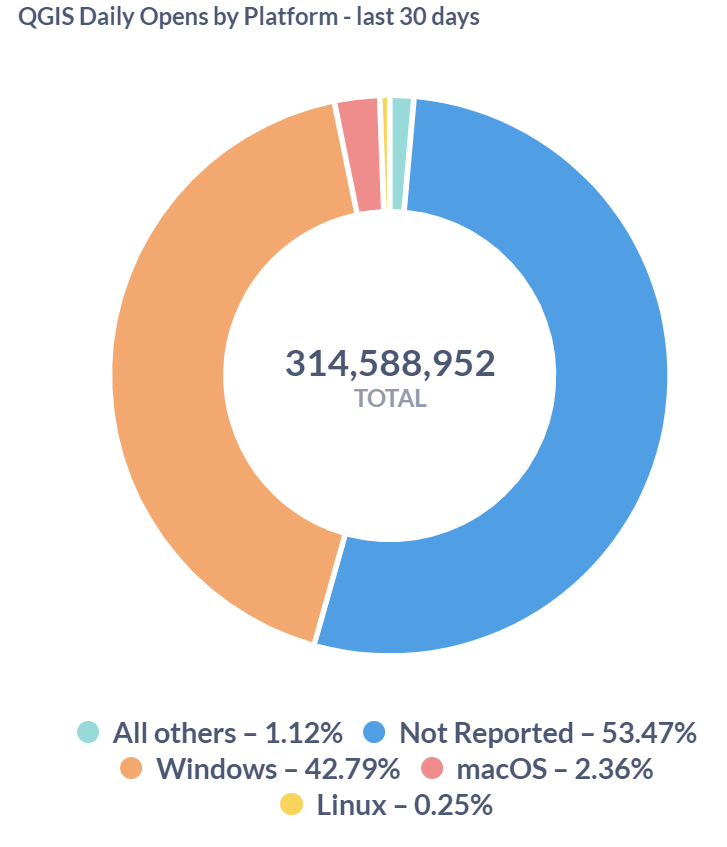 QGIS Daily Opens by Platform - last 30 days
314,588,952
TOTAL
All others – 1.12% Not Reported – 53.47%
Windows – 42.79% macOS – 2.36%
Linux – 0.25%